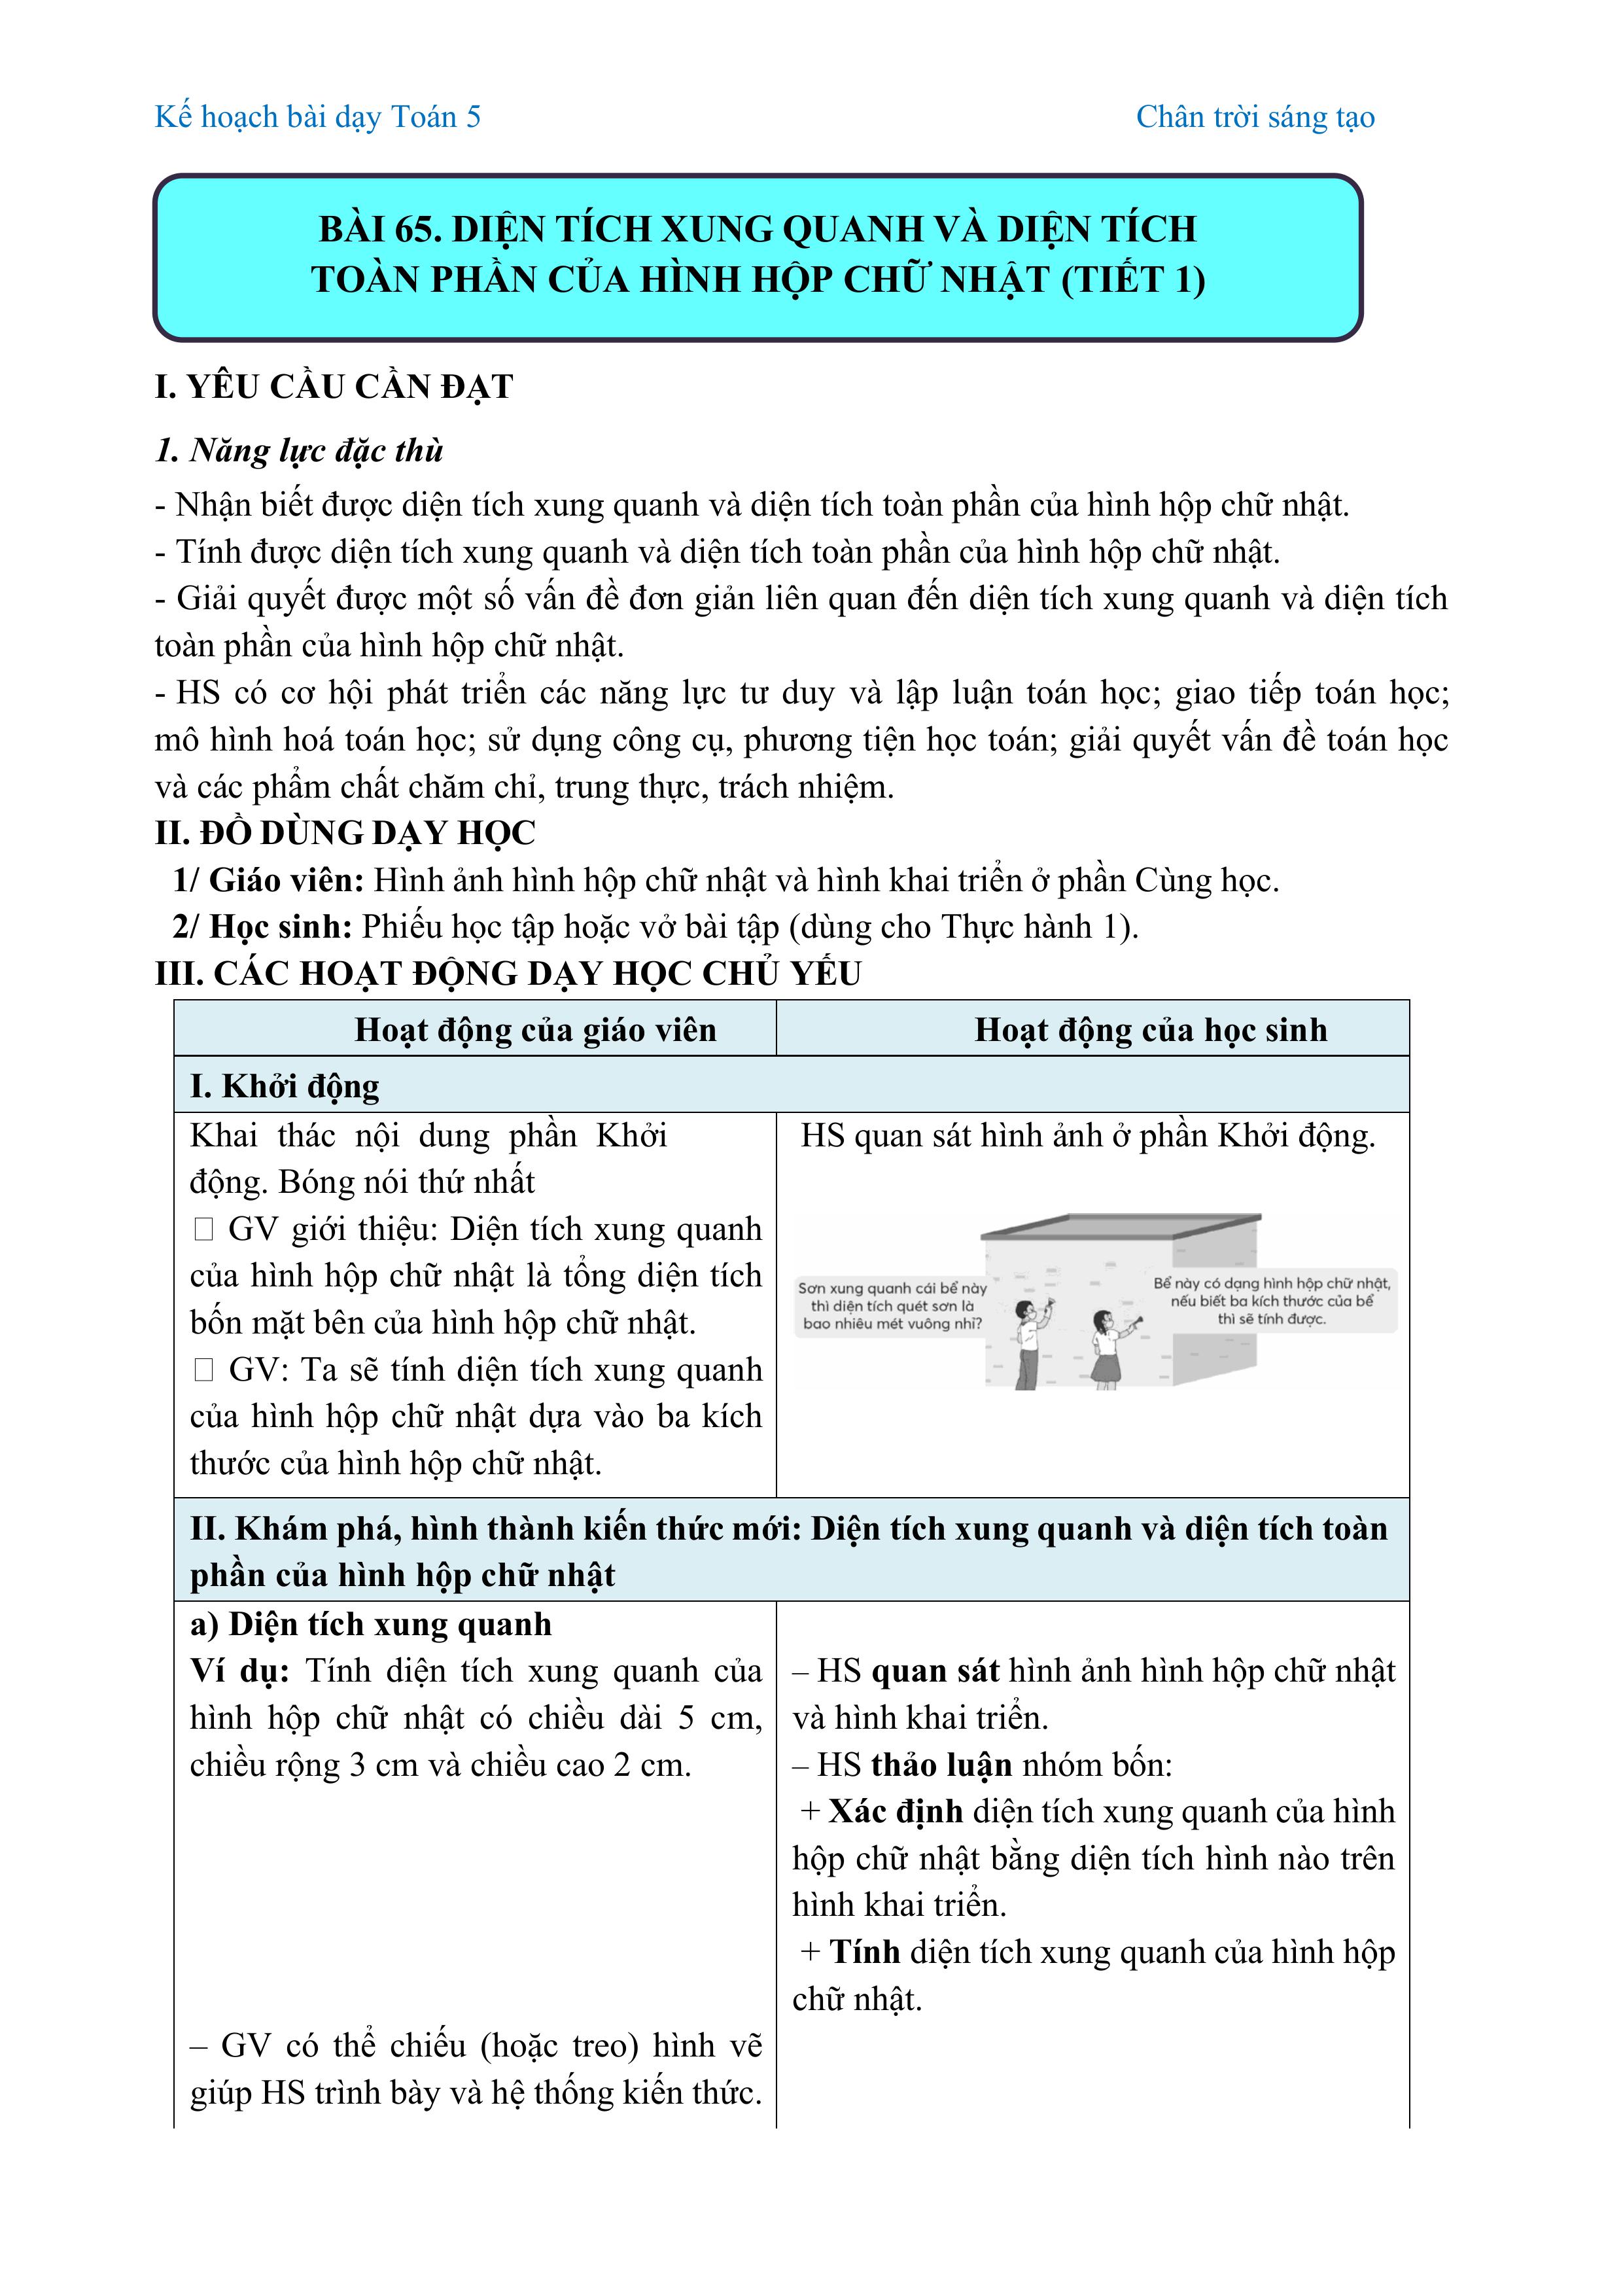 Kế hoạch bài dạy Toán 5 Chân trời sáng tạo
BÀI 65. DIỆN TÍCH XUNG QUANH VÀ DIỆN TÍCH
TOÀN PHẦN CỦA HÌNH HỘP CHỮ NHẬT (TIẾT 1)
I. YÊU CẦU CẦN ĐẠT
1. Năng lực đặc thù
- Nhận biết được diện tích xung quanh và diện tích toàn phần của hình hộp chữ nhật.
- Tính được diện tích xung quanh và diện tích toàn phần của hình hộp chữ nhật.
- Giải quyết được một số vấn đề đơn giản liên quan đến diện tích xung quanh và diện tích
toàn phần của hình hộp chữ nhật.
- HS có cơ hội phát triển các năng lực tư duy và lập luận toán học; giao tiếp toán học;
mô hình hoá toán học; sử dụng công cụ, phương tiện học toán; giải quyết vấn đề toán học
và các phẩm chất chăm chỉ, trung thực, trách nhiệm.
II. ĐỒ DÙNG DẠY HỌC
1/ Giáo viên: Hình ảnh hình hộp chữ nhật và hình khai triển ở phần Cùng học.
2/ Học sinh: Phiếu học tập hoặc vở bài tập (dùng cho Thực hành 1).
III. CÁC HOẠT ĐỘNG DẠY HỌC CHỦ YẾU
Hoạt động của giáo viên
Hoạt động của học sinh
I. Khởi động
Khai thác nội dung phần Khởi
động. Bóng nói thứ nhất
GV giới thiệu: Diện tích xung quanh
của hình hộp chữ nhật là tổng diện tích
bốn mặt bên của hình hộp chữ nhật.
GV: Ta sẽ tính diện tích xung quanh
của hình hộp chữ nhật dựa vào ba kích
thước của hình hộp chữ nhật.
HS quan sát hình ảnh ở phần Khởi động.
Sơn xung quanh cái bể này
thì diện tích quét sơn là
bao nhiêu mét vuông nhỉ?
Bể này có dạng hình hộp chữ nhật,
nếu biết ba kích thước của bể
thì sẽ tính được.
II. Khám phá, hình thành kiến thức mới: Diện tích xung quanh và diện tích toàn
phần của hình hộp chữ nhật
a) Diện tích xung quanh
Ví dụ: Tính diện tích xung quanh của
hình hộp chữ nhật có chiều dài 5 cm,
chiều rộng 3 cm và chiều cao 2 cm.
– GV có thể chiếu (hoặc treo) hình vẽ
giúp HS trình bày và hệ thống kiến thức.
– HS quan sát hình ảnh hình hộp chữ nhật
và hình khai triển.
– HS thảo luận nhóm bốn:
+ Xác định diện tích xung quanh của hình
hộp chữ nhật bằng diện tích hình nào trên
hình khai triển.
+ Tính diện tích xung quanh của hình hộp
chữ nhật.